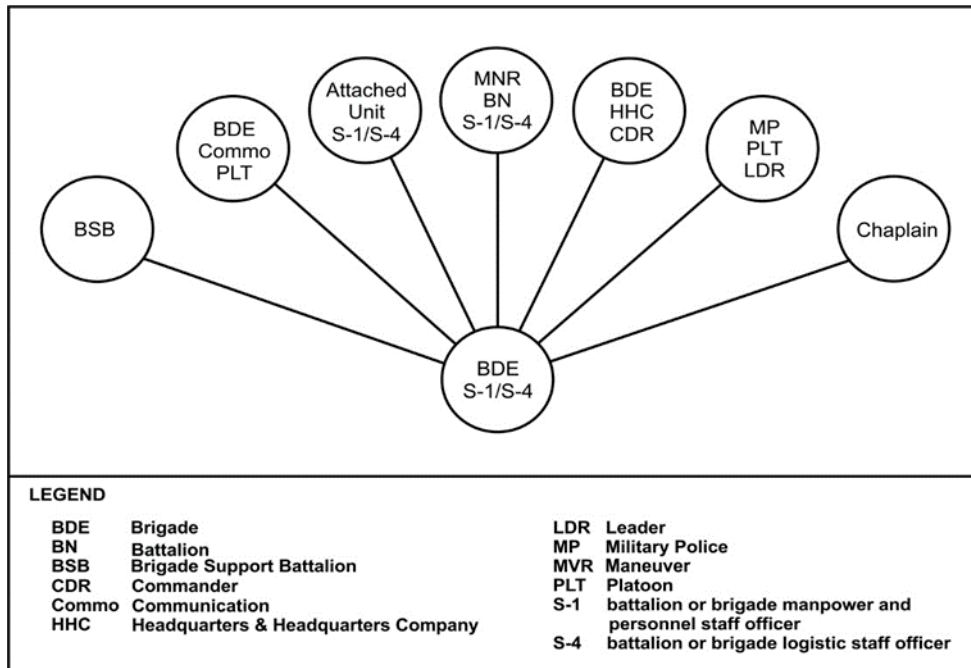 BSB
BDE
Commo
PLT
Attached
Unit
S-1/S-4
MNR
BN
S-1/S-4
BDE
HHC
CDR
MP
PLT
LDR
Chaplain
BDE
S-1/S-4
LEGEND
BDE Brigade
BN Battalion
BSB Brigade Support Battalion
CDR Commander
Commo Communication
HHC Headquarters & Headquarters Company
LDR Leader
MP Military Police
MVR Maneuver
PLT Platoon
S-1 battalion or brigade manpower and
personnel staff officer
S-4 battalion or brigade logistic staff officer